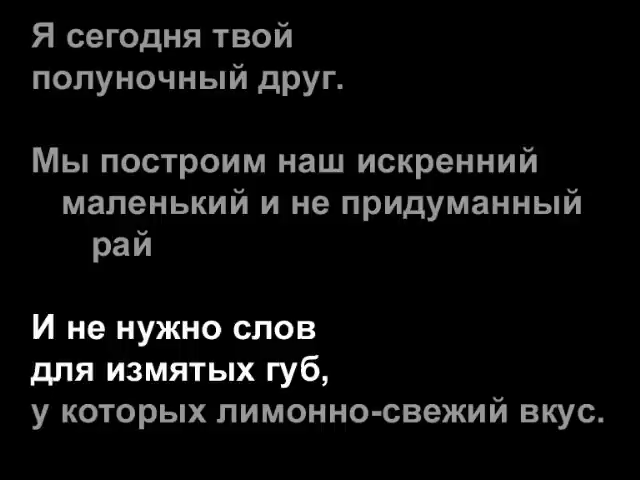 Я сегодня твой
полуночный друг.
Мы построим наш искренний
маленький и не придуманный
рай
И не нужно слов
для измятых губ,
у которых лимонно-свежий вкус.